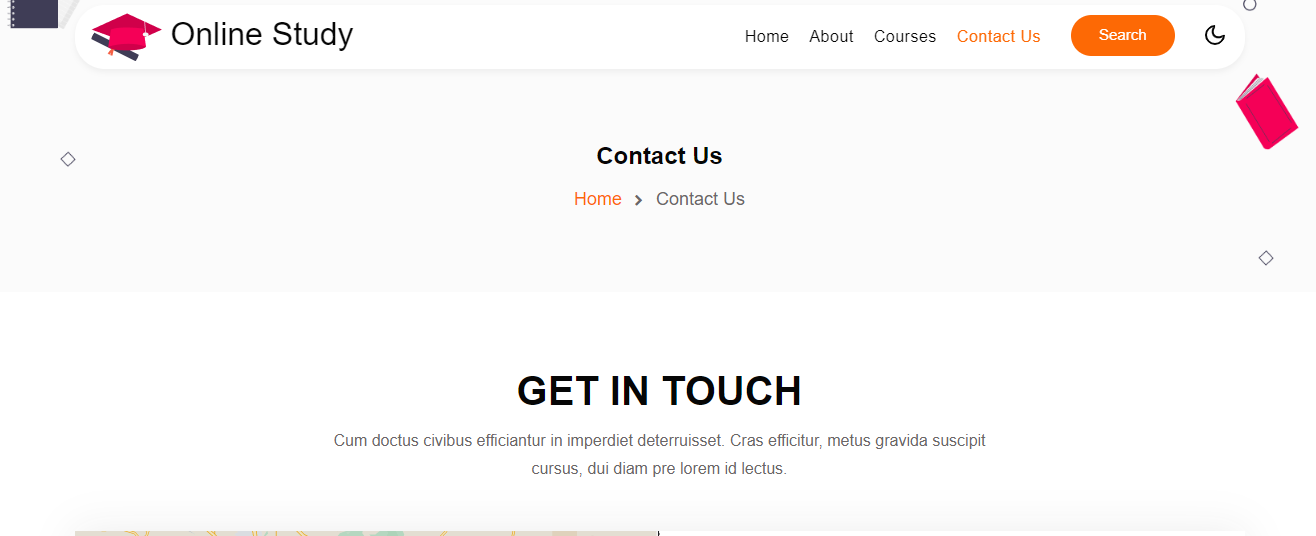 Online Study
Home About Courses Contact Us Search
Contact Us
Home > Contact Us
GET IN TOUCH
Cum doctus civibus efficiantur in imperdiet deterruisset. Cras efficitur, metus gravida suscipit
cursus, dui diam pre lorem id lectus.